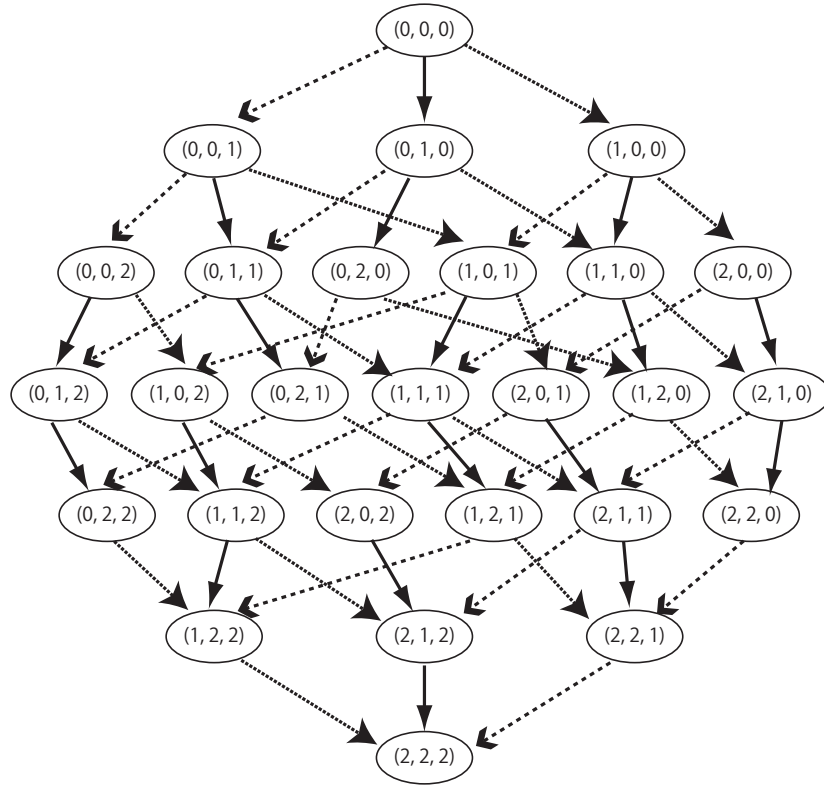 (0, 0, 0)
(0, 0, 1) (0, 1, 0) (1, 0, 0)
(0, 0, 2) (0, 1, 1) (0, 2, 0) (1, 0, 1) (1, 1, 0) (2, 0, 0)
(0, 1, 2) (1, 0, 2) (0, 2, 1) (1, 1, 1) (2, 0, 1) (1, 2, 0) (2, 1, 0)
(0, 2, 2) (1, 1, 2) (2, 0, 2) (1, 2, 1) (2, 1, 1) (2, 2, 0)
(1, 2, 2) (2, 1, 2) (2, 2, 1)
(2, 2, 2)